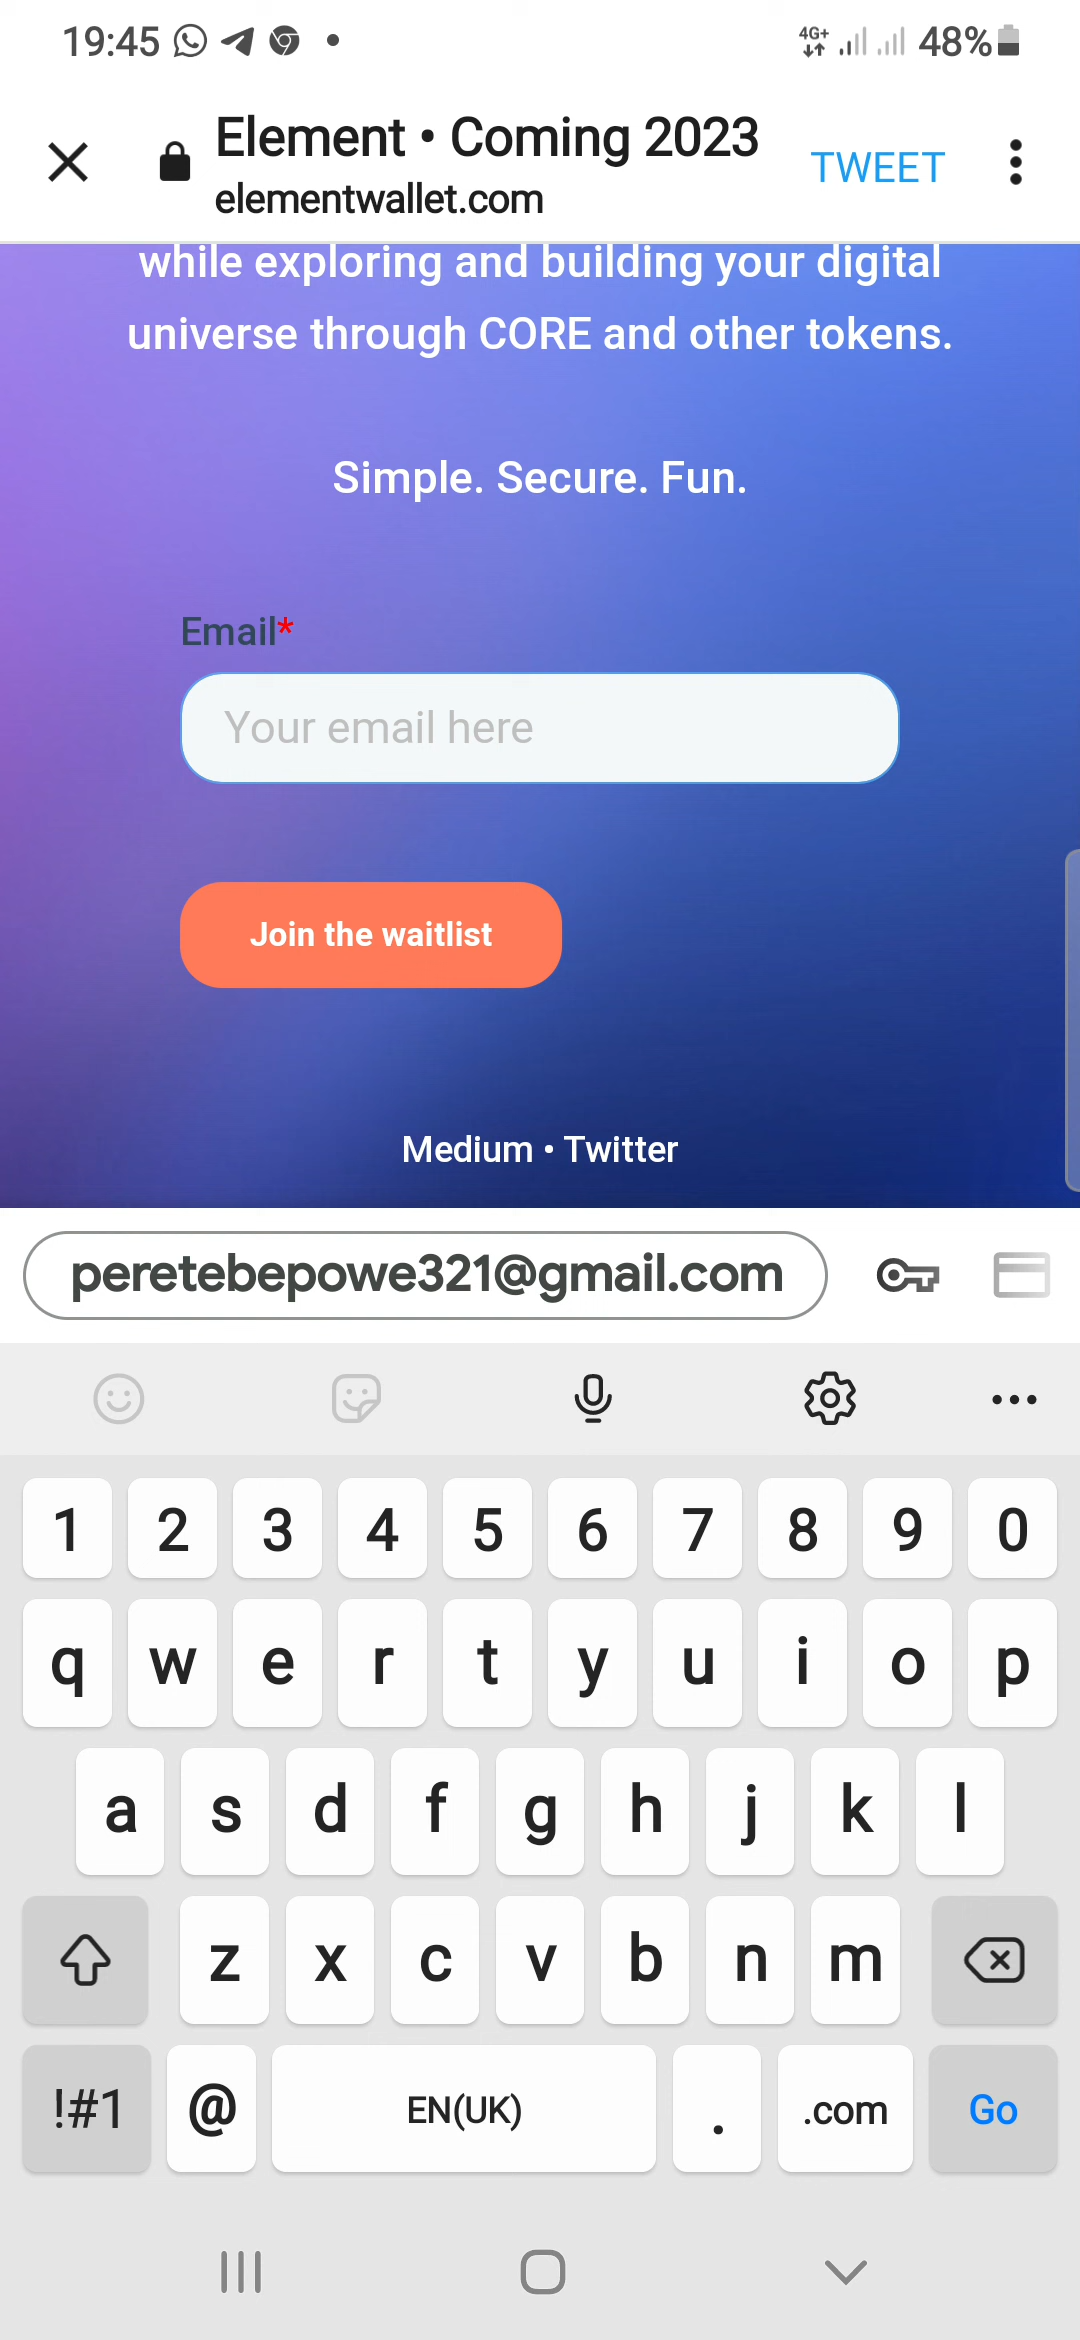 19:45
4G+
48%
Element • Coming 2023
elementwallet.com
TWEET
while exploring and building your digital
universe through CORE and other tokens.
Simple. Secure. Fun.
Email*
Your email here
Join the waitlist
Medium • Twitter
peretebepowe321@gmail.com
1 2 3 4 5 6 7 8 9 0
q w e r t y u i o p
a s d f g h j k l
z x c v b n m
!#1 @ EN(UK) . .com Go